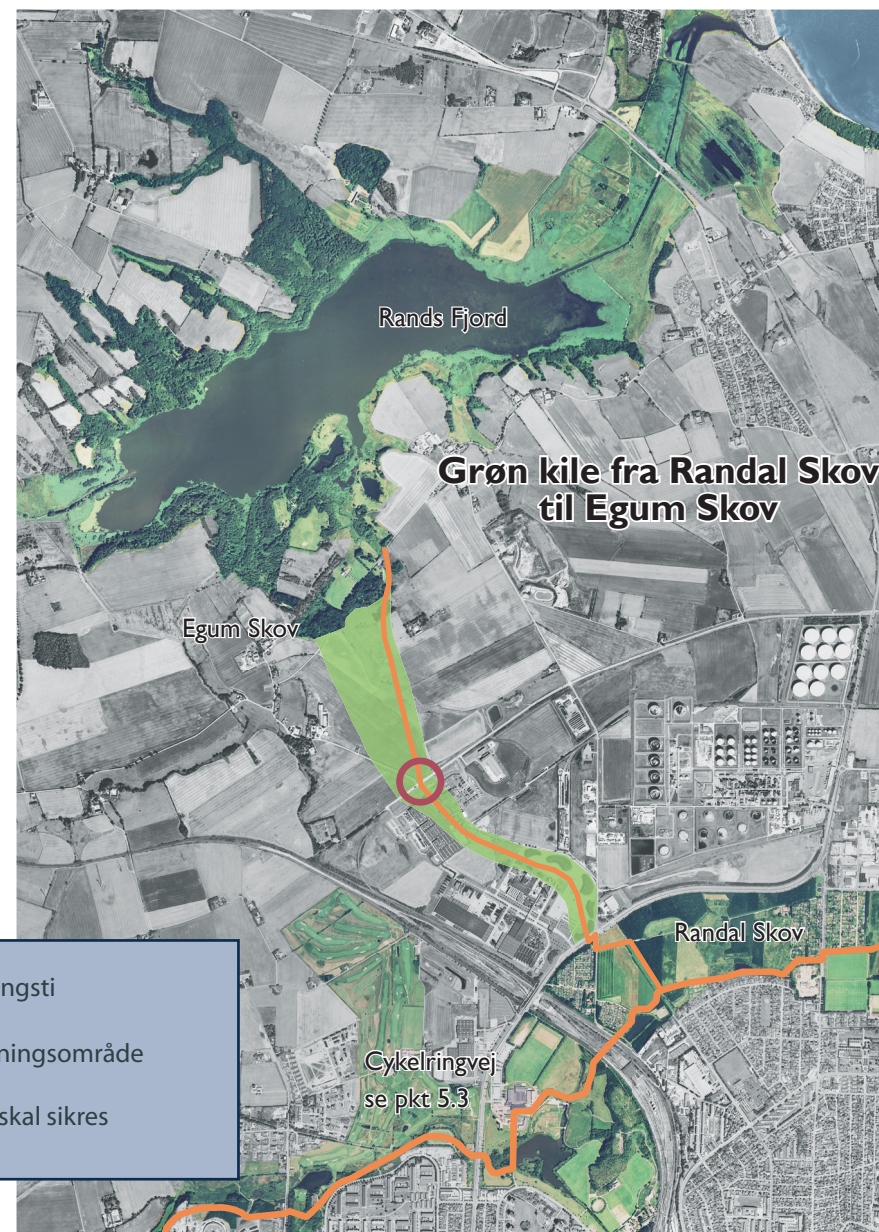 Rands Fjord
Grøn kile fra Randal Skov
til Egum Skov
Egum Skov
Randal Skov
ngsti
ningsområde
skal sikres
Cykelringvej
se pkt 5.3